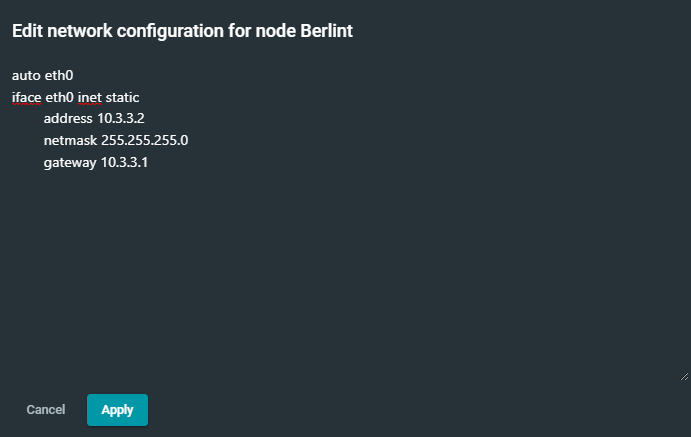 Edit network configuration for node Berlint
auto eth0
iface eth0 inet static
address 10.3.3.2
netmask 255.255.255.0
gateway 10.3.3.1
Cancel
Apply